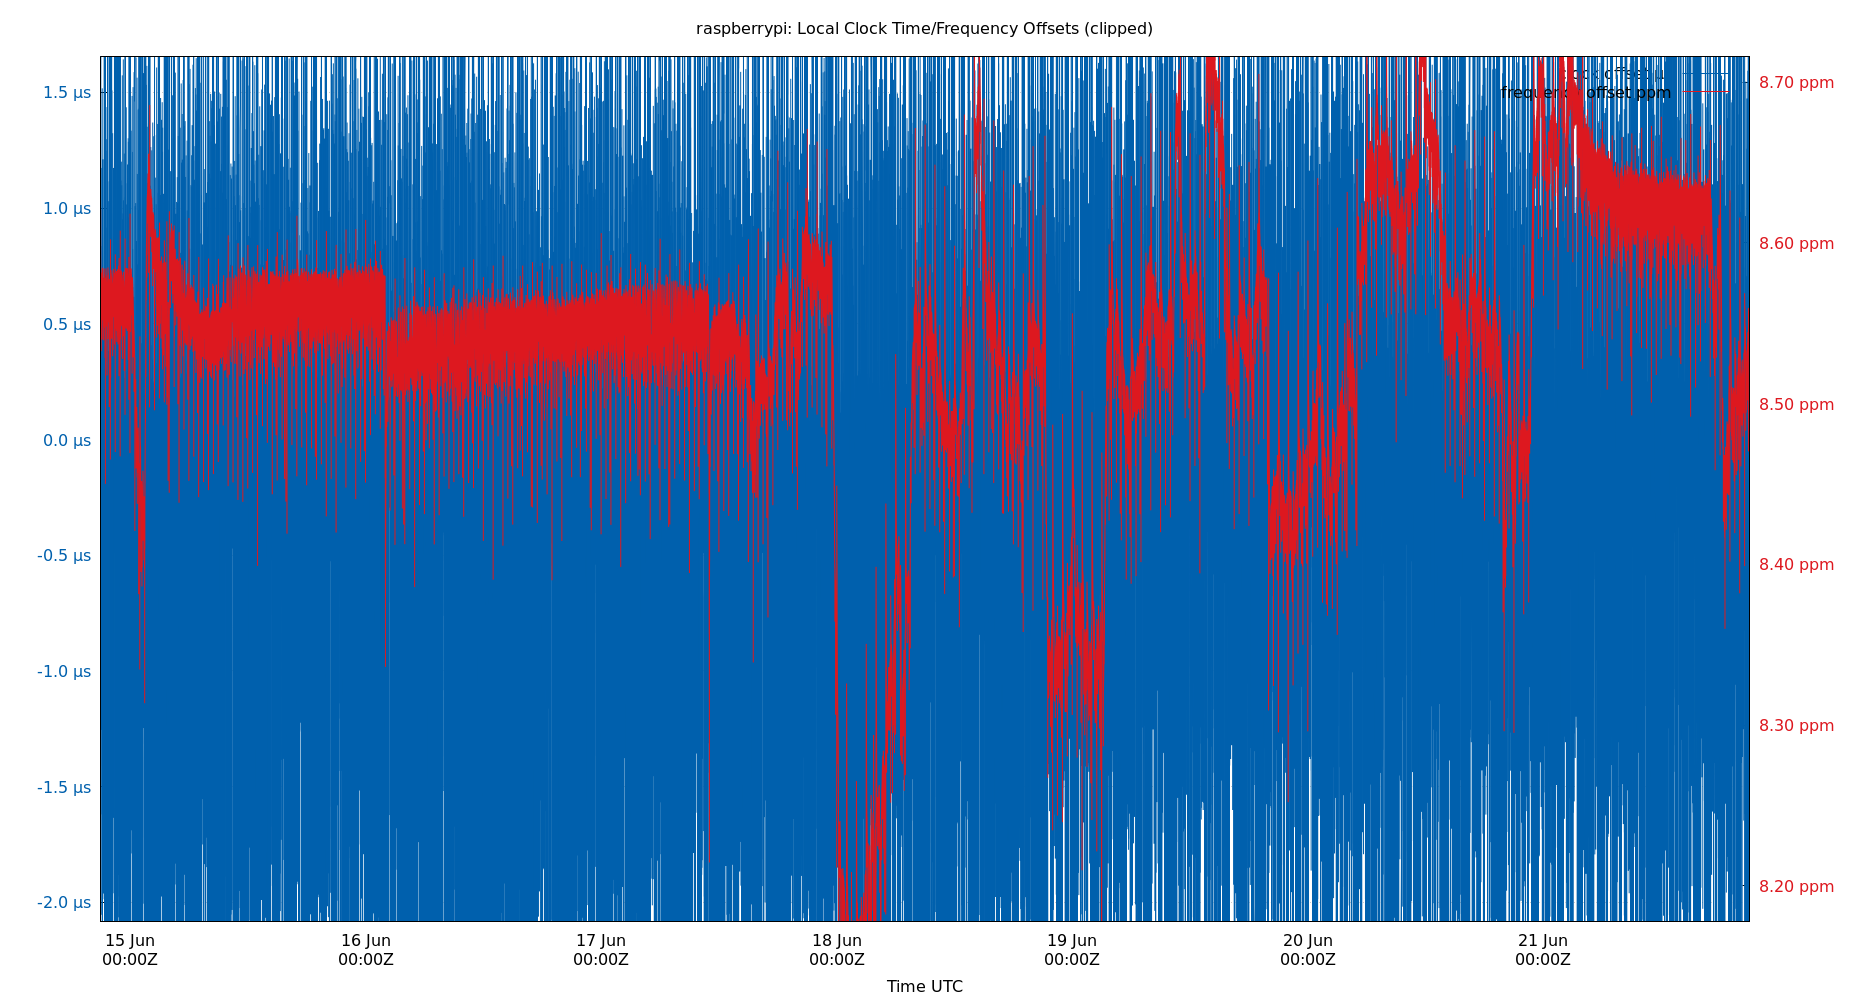 raspberrypi: Local Clock Time/Frequency Offsets (clipped)
1.5 µs
1.0 µs
0.5 µs
0.0 µs
-0.5 µs
-1.0 µs
-1.5 µs
-2.0 µs
offset
frequency offset ppm
8.70 ppm
8.60 ppm
8.50 ppm
8.40 ppm
8.30 ppm
8.20 ppm
15 Jun 16 Jun 17 Jun 18 Jun 19 Jun 20 Jun 21 Jun
00:00Z 00:00Z 00:00Z 00:00Z 00:00Z 00:00Z 00:00Z
Time UTC